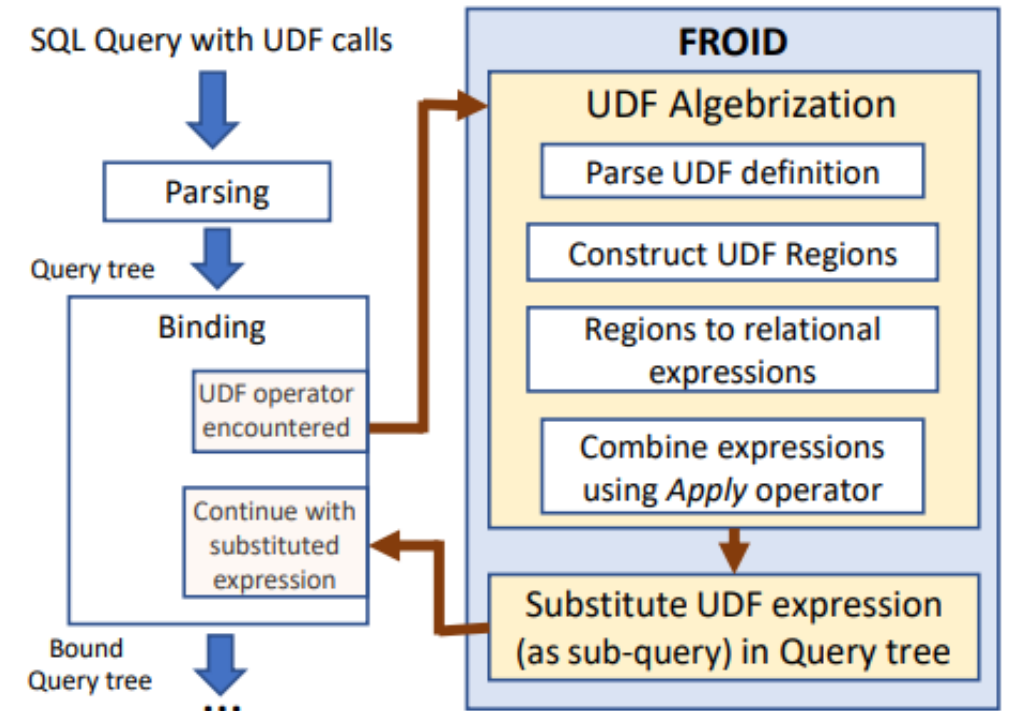 SQL Query with UDF calls
Parsing
Query tree
Binding
UDF operator
encountered
Continue with
substituted
expression
Bound
Query tree
...
FROID
UDF Algebrization
Parse UDF definition
Construct UDF Regions
Regions to relational
expressions
Combine expressions
using Apply operator
Substitute UDF expression
(as sub-query) in Query tree